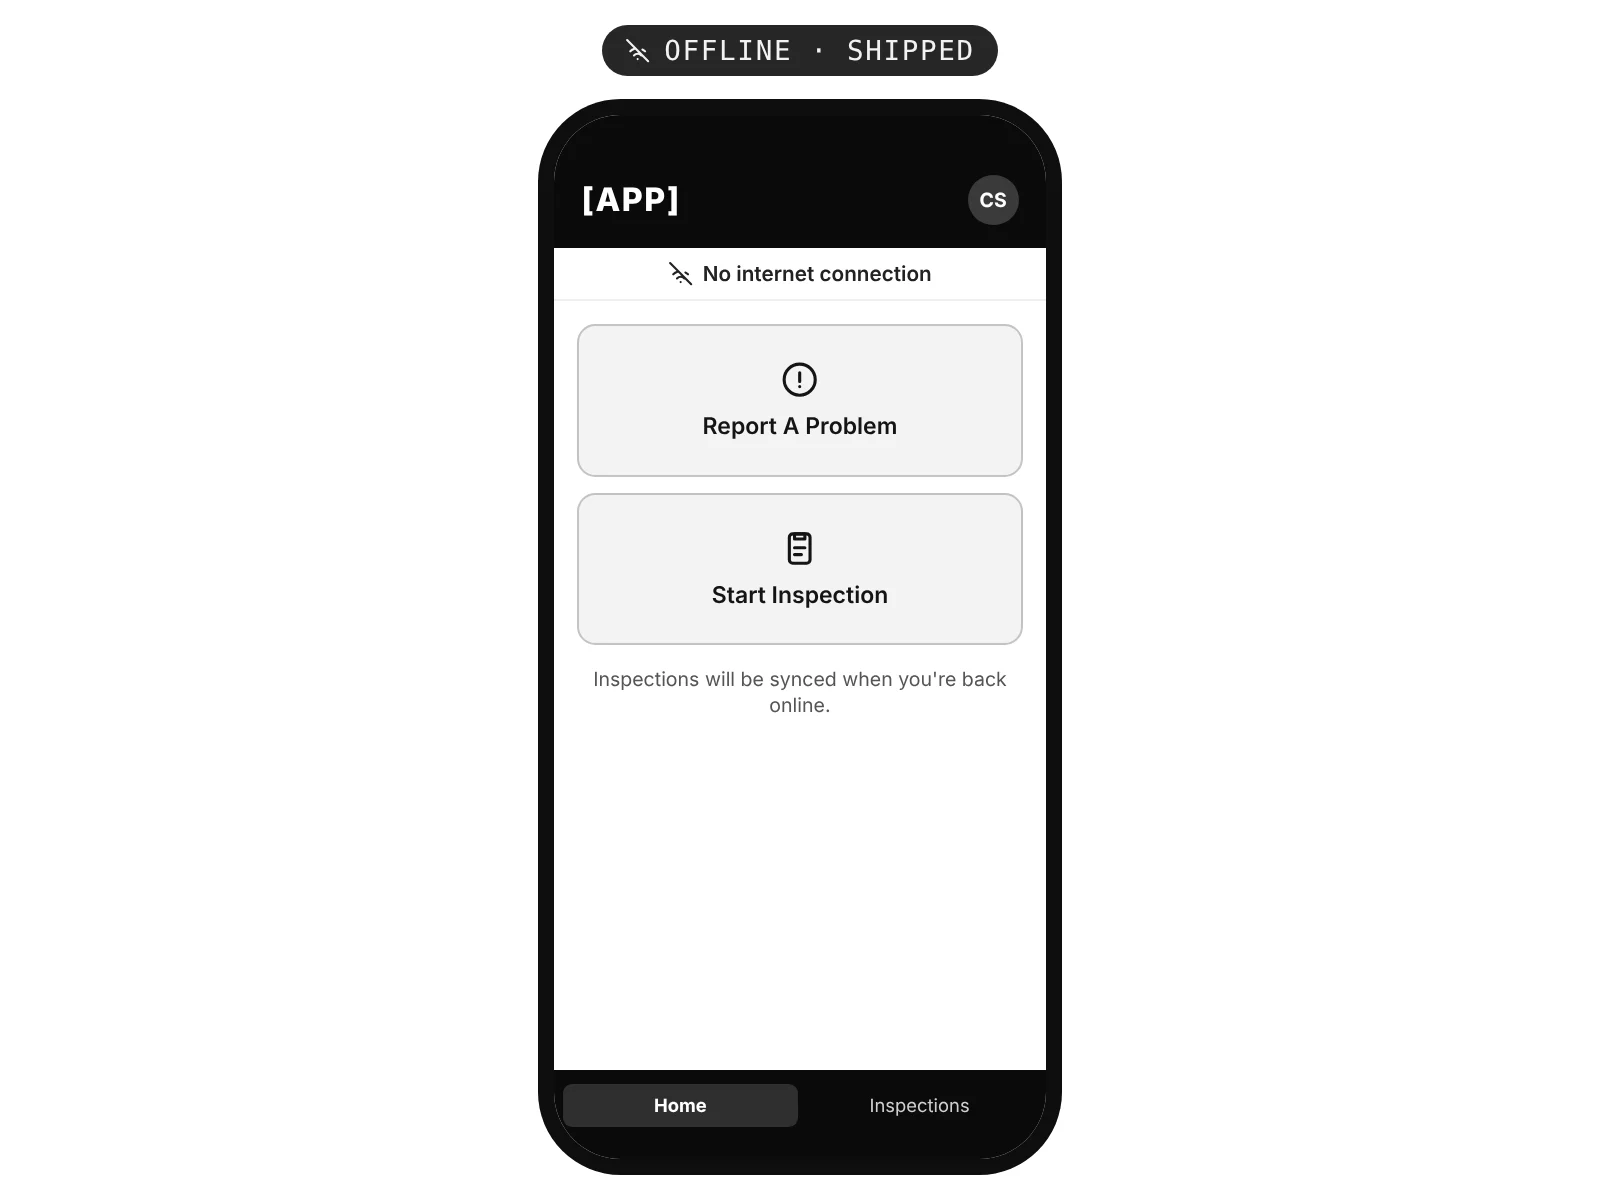 OFFLINE · SHIPPED
[APP]
CS
No internet connection
Report A Problem
Start Inspection
Inspections will be synced when you're back
online.
Home
Inspections